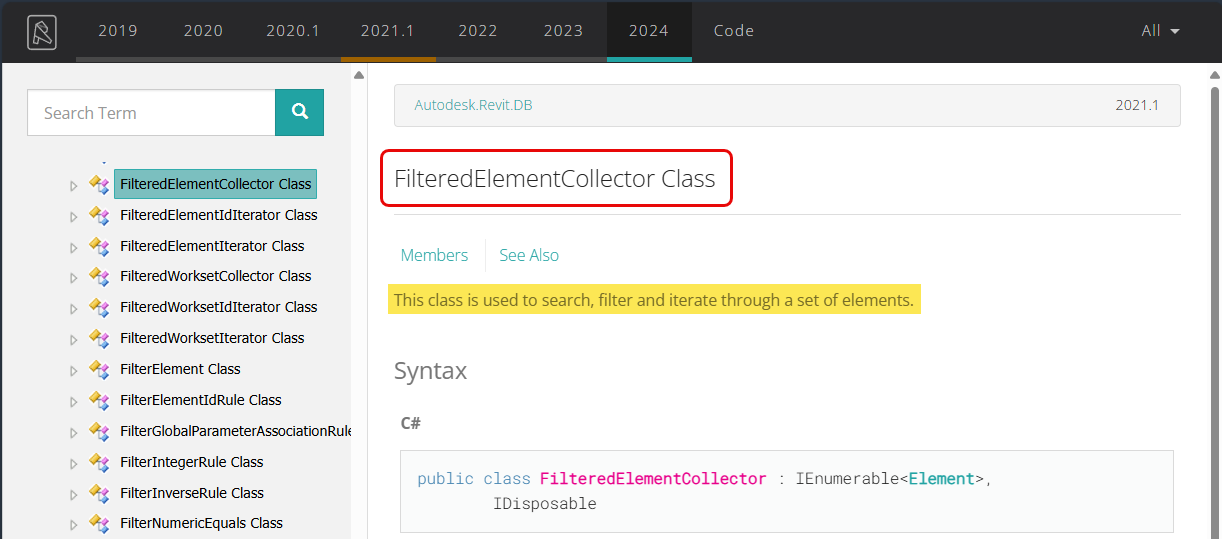 2019 2020 2020.1 2021.1 2022 2023 2024 Code All
Search Term
FilteredElementCollector Class
FilteredElementIdIterator Class
FilteredElementIterator Class
FilteredWorksetCollector Class
FilteredWorksetIdIterator Class
FilteredWorksetIterator Class
FilterElement Class
FilterElementIdRule Class
FilterGlobalParameterAssociationRule
FilterIntegerRule Class
FilterInverseRule Class
FilterNumericEquals Class
Autodesk.Revit.DB 2021.1
FilteredElementCollector Class
Members See Also
This class is used to search, filter and iterate through a set of elements.
Syntax
C#
public class FilteredElementCollector : IEnumerable<Element>,
IDisposable